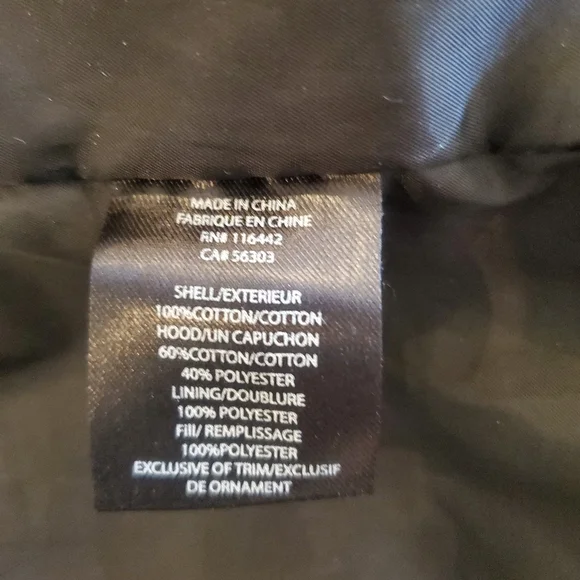 MADE IN CHINA
FABRIQUE EN CHINE
RN# 116442
CA# 56303
SHELL/EXTERIEUR
100%COTTON/COTTON
HOOD/UN CAPUCHON
60%COTTON/COTTON
40% POLYESTER
LINING/DOUBLURE
100% POLYESTER
Fill/ REMPLISSAGE
100%POLYESTER
EXCLUSIVE OF TRIM/EXCLUSIF
DE ORNAMENT